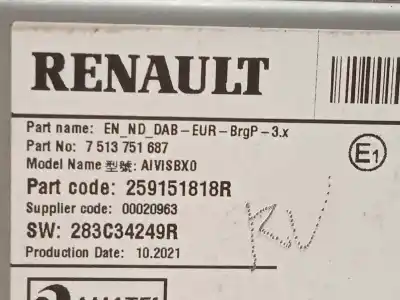 RENAULT
Part name: EN_ND_DAB-EUR-BrgP-3.x
Part No: 7 513 751 687
Model Name 型號: AIVISBX0
Part code: 259151818R
Supplier code: 00020963
SW: 283C34249R
Production Date: 10.2021
E1